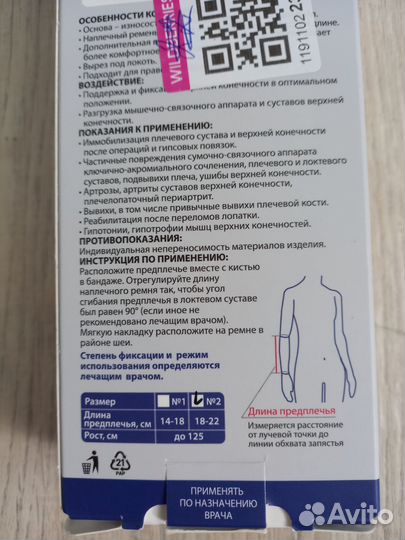 ОСОБЕННОСТИ
• Основа –
• Наплечный
• Дополнительная
более комфортное
• Вырез под локоть.
• Подходит для
длине.
WILDBERRIES
1191102
ВОЗДЕЙСТВИЕ:
• Поддержка и конечности в оптимальном
положении.
• Разгрузка мышечно-связочного аппарата и суставов верхней
конечности.
ПОКАЗАНИЯ К ПРИМЕНЕНИЮ:
• Иммобилизация плечевого сустава и верхней конечности
после операций и гипсовых повязок.
• Частичные повреждения сумочно-связочного аппарата
ключично-акромиального сочленения, плечевого и локтевого
суставов, подвывихи плеча, ушибы верхней конечности.
• Артрозы, артриты суставов верхней конечности,
плечелопаточный периартрит.
• Вывихи, в том числе привычные вывихи плечевой кости.
• Реабилитация после переломов лопатки.
• Гипотонии, гипотрофии мышц верхних конечностей.
ПРОТИВОПОКАЗАНИЯ:
Индивидуальная непереносимость материалов изделия.
ИНСТРУКЦИЯ ПО ПРИМЕНЕНИЮ:
Расположите предплечье вместе с кистью
в бандаже. Отрегулируйте длину
наплечного ремня так, чтобы угол
сгибания предплечья в локтевом суставе
был равен 90° (если иное не
рекомендовано лечащим врачом).
Мягкую накладку расположите на ремне в
районе шеи.
Степень фиксации и режим
использования определяются
лечащим врачом.
Длина предплечья
Измеряется расстояние
от лучевой точки до
линии обхвата запястья
Размер №1 №2
Длина
предплечья, см 14-18 18-22
Рост, см до 125
21
PAP
ПРИМЕНЯТЬ
ПО НАЗНАЧЕНИЮ
ВРАЧА
Avito